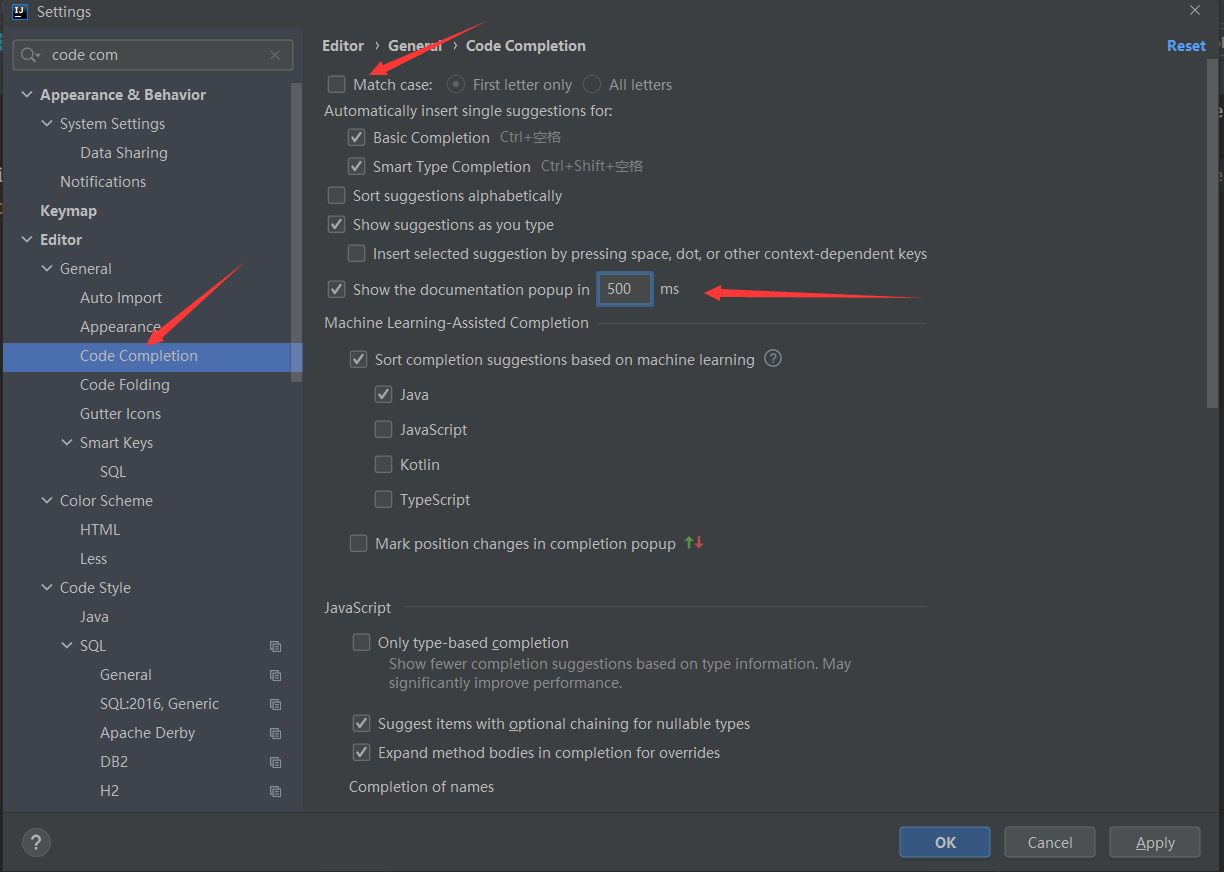 Settings
code com
Appearance & Behavior
System Settings
Data Sharing
Notifications
Keymap
Editor
General
Auto Import
Appearance
Code Completion
Code Folding
Gutter Icons
Smart Keys
SQL
Color Scheme
HTML
Less
Code Style
Java
SQL
General
SQL:2016, Generic
Apache Derby
DB2
H2
Editor › General › Code Completion
Reset
Match case: First letter only All letters
Automatically insert single suggestions for:
Basic Completion Ctrl+空格
Smart Type Completion Ctrl+Shift+空格
Sort suggestions alphabetically
Show suggestions as you type
Insert selected suggestion by pressing space, dot, or other context-dependent keys
Show the documentation popup in 500 ms
Machine Learning-Assisted Completion
Sort completion suggestions based on machine learning ?
Java
JavaScript
Kotlin
TypeScript
Mark position changes in completion popup
JavaScript
Only type-based completion
Show fewer completion suggestions based on type information. May
significantly improve performance.
Suggest items with optional chaining for nullable types
Expand method bodies in completion for overrides
Completion of names
?
OK Cancel Apply